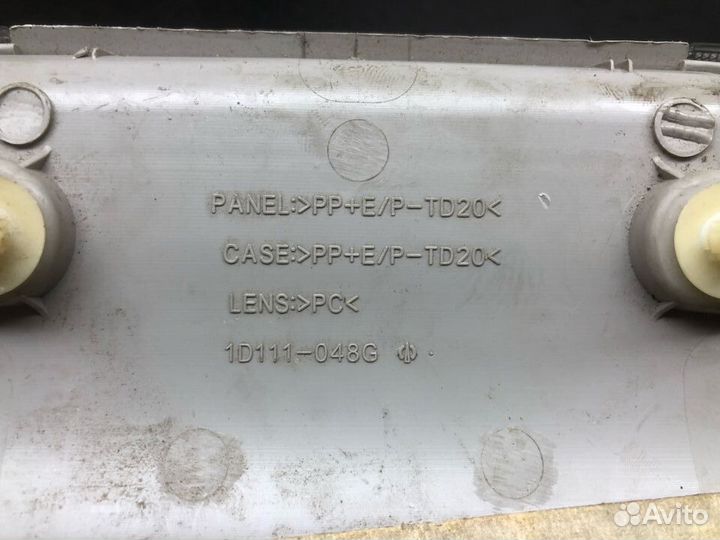 PANEL:>PP+E/P-TD20<
CASE:>PP+E/P-TD20<
LENS:>PC<
1D111-048G
Avito